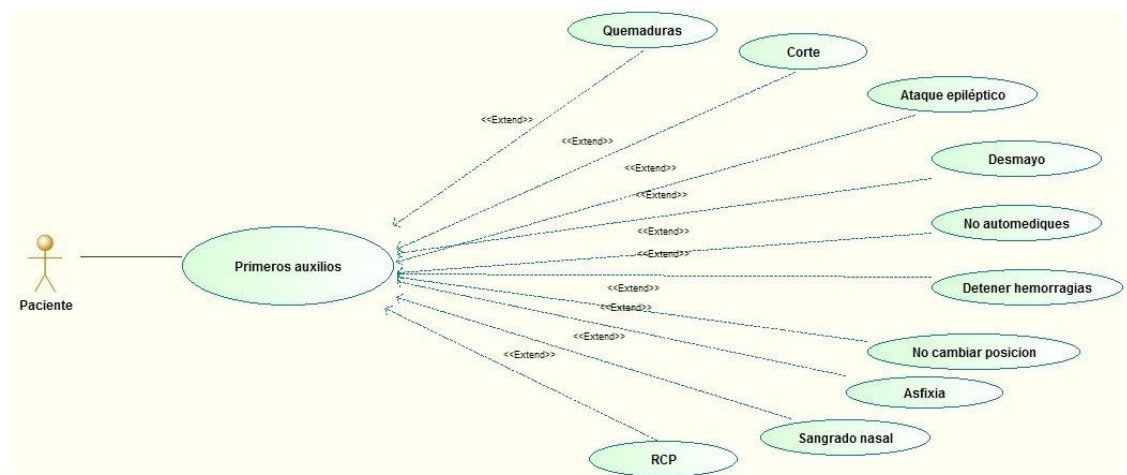 Quemaduras
Corte
Ataque epiléptico
<<Extend>>
<<Extend>>
Desmayo
<<Extend>>
<<Extend>>
No automediques
<<Extend>>
<<Extend>>
Primeros auxilios
Detener hemorragias
<<Extend>>
Paciente
<<Extend>>
<<Extend>>
No cambiar posicion
<<Extend>>
Asfixia
Sangrado nasal
RCP